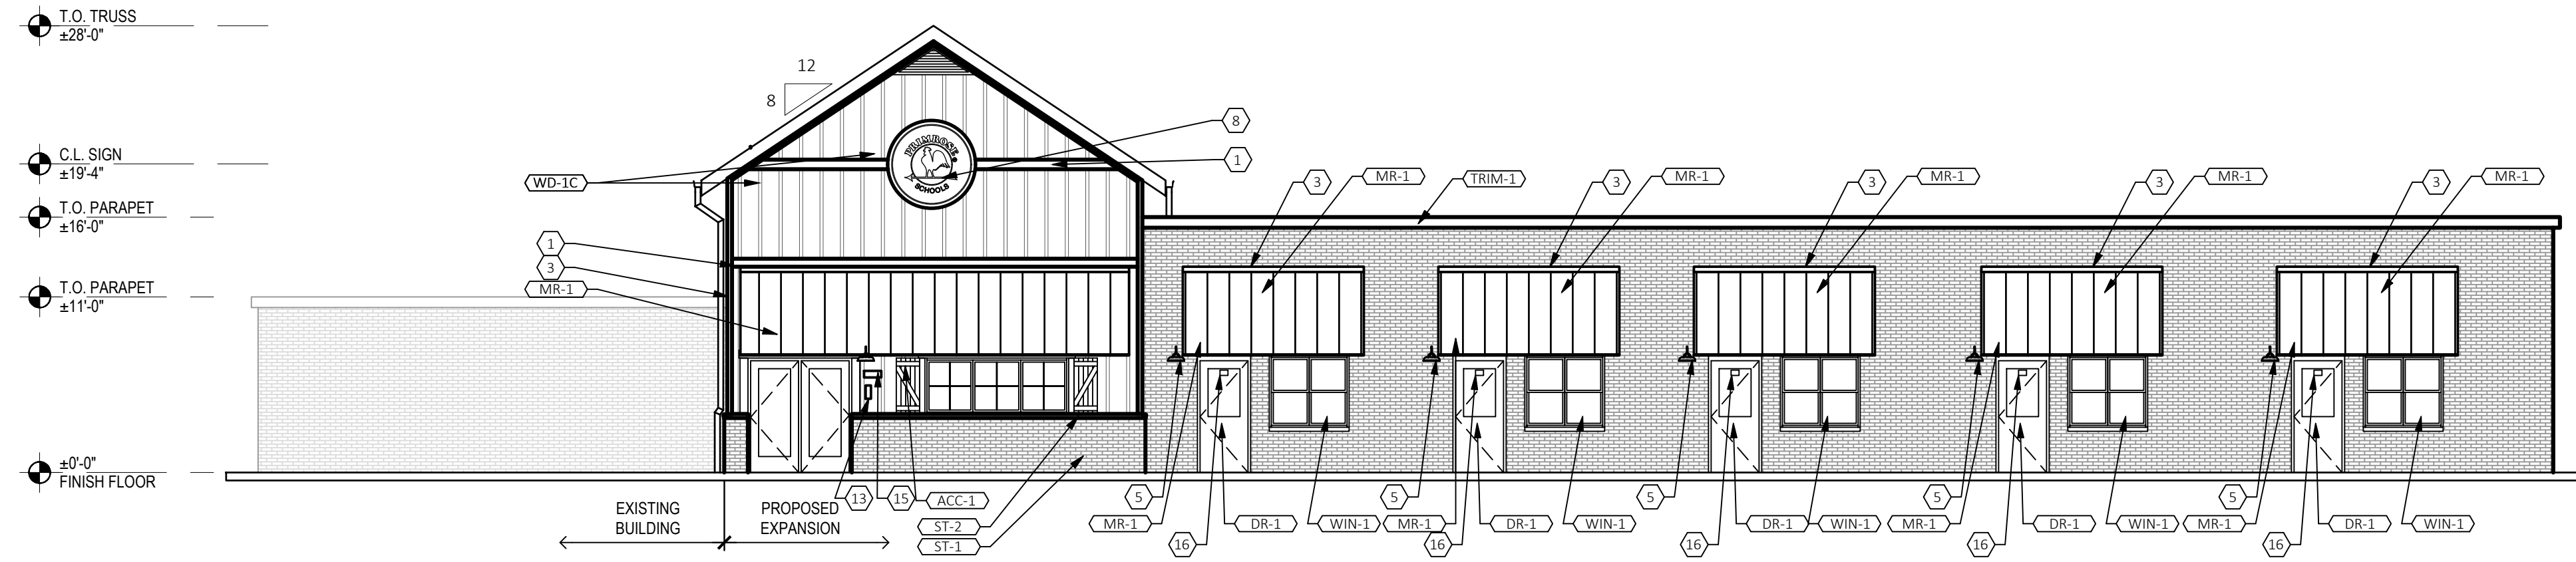 T.O. TRUSS
±28'-0"
C.L. SIGN
±19'-4"
T.O. PARAPET
±16'-0"
T.O. PARAPET
±11'-0"
±0'-0"
FINISH FLOOR
12
8
PRIMROSE
SCHOOLS
WD-1C
1
3
MR-1
8
1
3
MR-1
TRIM-1
3
MR-1
3
MR-1
3
MR-1
3
MR-1
EXISTING
BUILDING
PROPOSED
EXPANSION
13
15
ACC-1
ST-2
ST-1
5
MR-1
16
DR-1
WIN-1
5
MR-1
16
DR-1
WIN-1
5
16
DR-1
WIN-1
5
MR-1
16
DR-1
WIN-1
5
MR-1
16
DR-1
WIN-1